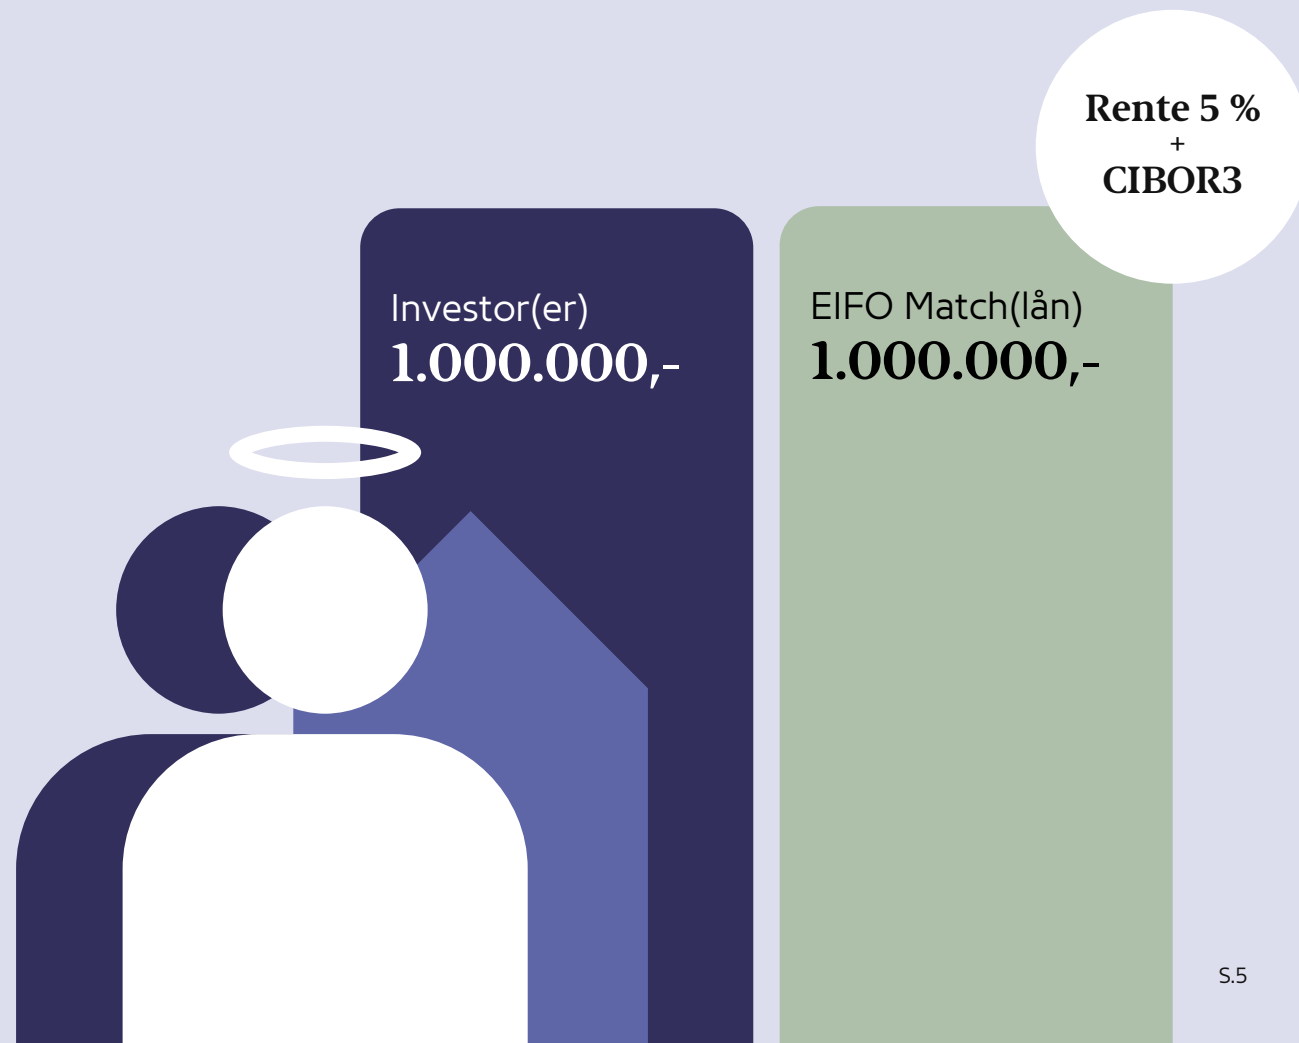 Rente 5 %
+
CIBOR3
Investor(er)
1.000.000,-
EIFO Match(lån)
1.000.000,-
S.5